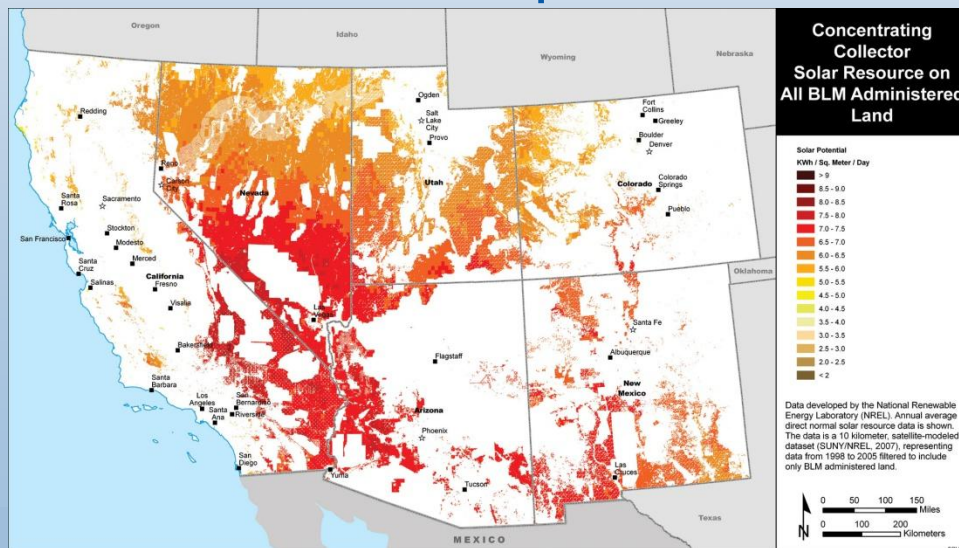 Oregon
Idaho
Wyoming
Nebraska
Redding
Ogden
Salt
Lake
City
Provo
Fort
Collins
Greeley
Boulder
Denver
Reno
Carson
City
Nevada
Utah
Colorado
Colorado
Springs
Pueblo
Santa
Rosa
Sacramento
Stockton
San Francisco
Modesto
Merced
Santa
Cruz
California
Fresno
Salinas
Visalia
Las
Vegas
Oklahoma
Santa Fe
Bakersfield
Flagstaff
Albuquerque
Santa
Barbara
New
Mexico
Los
Angeles
San
Bernardino
Santa
Ana
Riverside
Arizona
Phoenix
San
Diego
Yuma
Tucson
Las
Cruces
Texas
MEXICO
Concentrating
Collector
Solar Resource on
All BLM Administered
Land
Solar Potential
KWh / Sq. Meter / Day
> 9
8.5 - 9.0
8.0 - 8.5
7.5 - 8.0
7.0 - 7.5
6.5 - 7.0
6.0 - 6.5
5.5 - 6.0
5.0 - 5.5
4.5 - 5.0
4.0 - 4.5
3.5 - 4.0
3.0 - 3.5
2.5 - 3.0
2.0 - 2.5
< 2
Data developed by the National Renewable
Energy Laboratory (NREL). Annual average
direct normal solar resource data is shown.
The data is a 10 kilometer, satellite-modeled
dataset (SUNY/NREL, 2007), representing
data from 1998 to 2005 filtered to include
only BLM administered land.
0 50 100 150
Miles
0 100 200
Kilometers
N